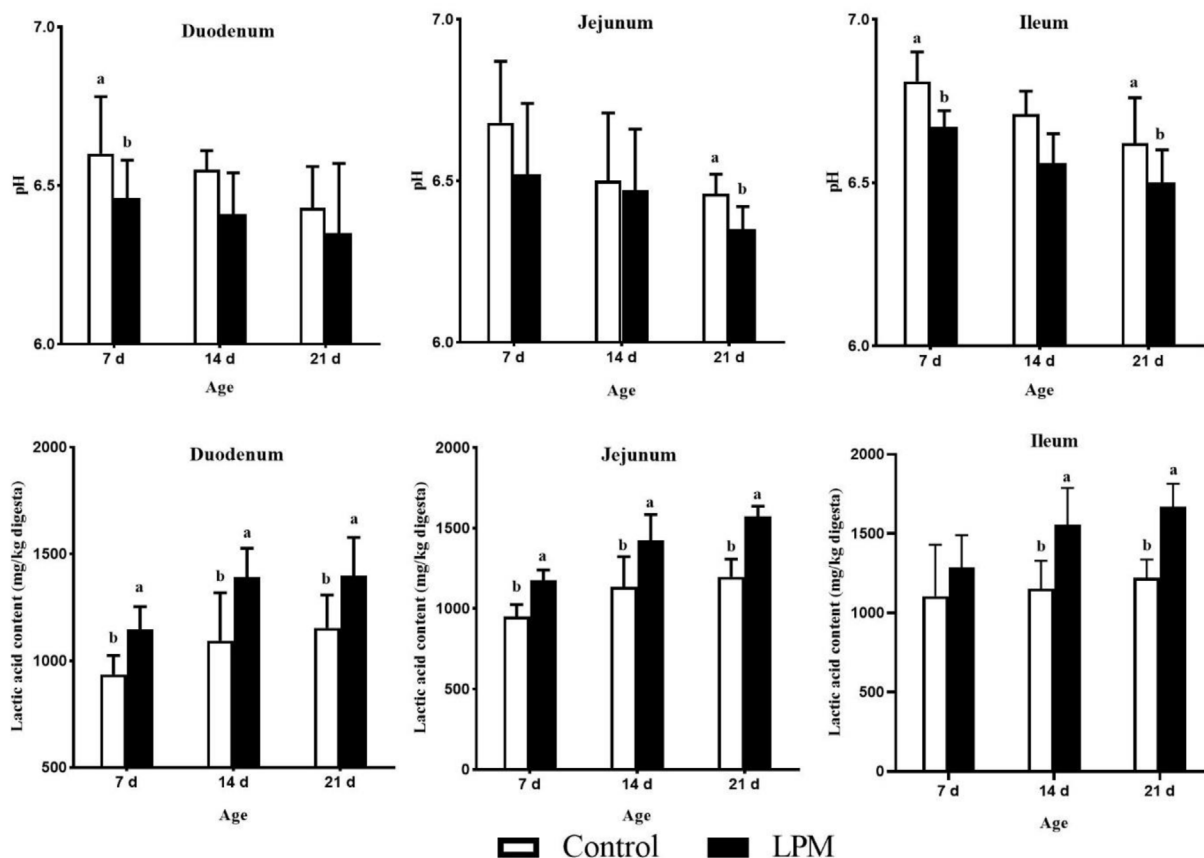 Duodenum
7.0
a
b
6.5
pH
6.0
7 d 14 d 21 d
Age
Jejunum
7.0
a
b
6.5
pH
6.0
7 d 14 d 21 d
Age
Ileum
7.0
a
b
a
b
6.5
pH
6.0
7 d 14 d 21 d
Age
Duodenum
2000
Lactic acid content (mg/kg digesta)
1500
1000
500
b a b a b a
7 d 14 d 21 d
Age
Jejunum
2000
Lactic acid content (mg/kg digesta)
1500
1000
500
0
b a b a b a
7 d 14 d 21 d
Age
Ileum
2000
Lactic acid content (mg/kg digesta)
1500
1000
500
0
b a b a
7 d 14 d 21 d
Age
Control LPM